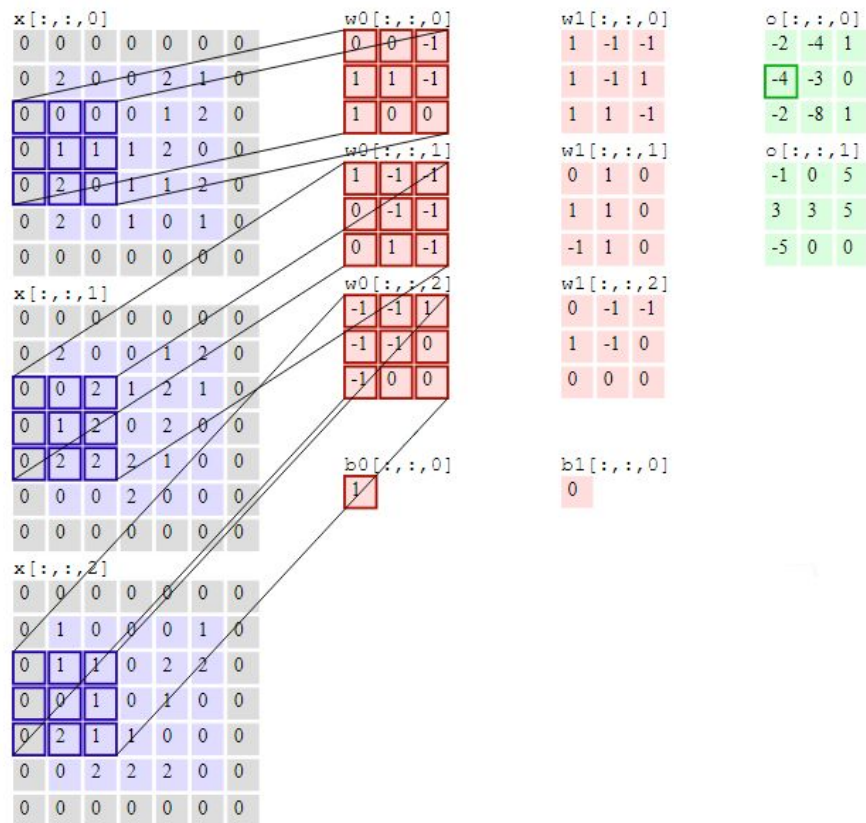 x[:,:,0]
0 0 0 0 0 0 0
0 2 0 0 2 1 0
0 0 0 0 1 2 0
0 1 1 1 2 0 0
0 2 0 1 1 2 0
0 2 0 1 0 1 0
0 0 0 0 0 0 0
x[:,:,1]
0 0 0 0 0 0 0
0 2 0 0 1 2 0
0 0 2 1 2 1 0
0 1 2 0 2 0 0
0 2 2 2 1 0 0
0 0 0 2 0 0 0
0 0 0 0 0 0 0
x[:,:,2]
0 0 0 0 0 0 0
0 1 0 0 0 1 0
0 1 1 0 2 2 0
0 0 1 0 1 0 0
0 2 1 1 0 0 0
0 0 2 2 2 0 0
0 0 0 0 0 0 0
w0[:,:,0]
0 0 -1
1 1 -1
1 0 0
w0[:,:,1]
1 -1 -1
0 -1 -1
0 1 -1
w0[:,:,2]
-1 -1 1
-1 -1 0
-1 0 0
b0[:,:,0]
1
w1[:,:,0]
1 -1 -1
1 -1 1
1 1 -1
w1[:,:,1]
0 1 0
1 1 0
-1 1 0
w1[:,:,2]
0 -1 -1
1 -1 0
0 0 0
b1[:,:,0]
0
o[:,:,0]
-2 -4 1
-4 -3 0
-2 -8 1
o[:,:,1]
-1 0 5
3 3 5
-5 0 0